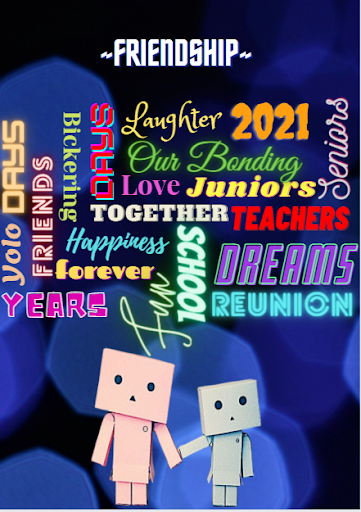 ~FRIENDSHIP~
Yolo DAYS
FRIENDS
Bickering
DAYS
Laughter 2021
Our Bonding
Seniors
Love Juniors
TOGETHER TEACHERS
Happiness
forever
YEARS
Fun
SCHOOL
DREAMS
REUNION